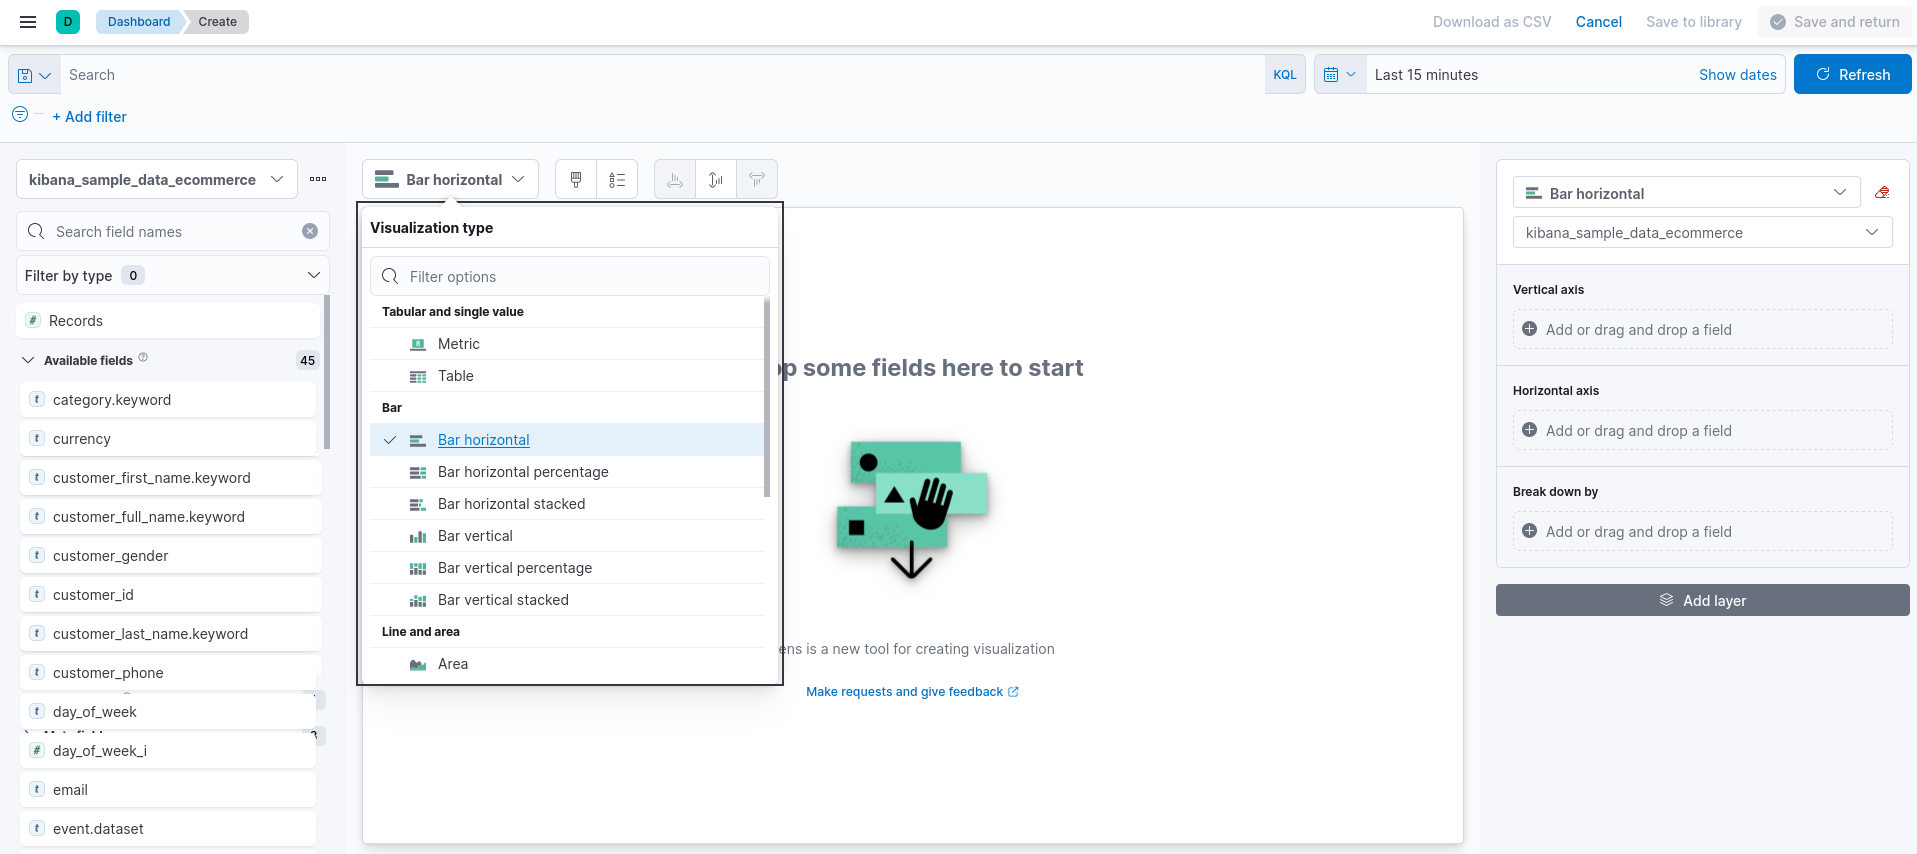 D Dashboard Create Download as CSV Cancel Save to library Save and return
Search KQL Last 15 minutes Show dates Refresh
+ Add filter
kibana_sample_data_ecommerce
Search field names
Filter by type 0
# Records
Available fields 45
t category.keyword
t currency
t customer_first_name.keyword
t customer_full_name.keyword
t customer_gender
t customer_id
t customer_last_name.keyword
t customer_phone
t day_of_week
# day_of_week_i
t email
t event.dataset
Bar horizontal
Visualization type
Filter options
Tabular and single value
Metric
Table
Bar
Bar horizontal
Bar horizontal percentage
Bar horizontal stacked
Bar vertical
Bar vertical percentage
Bar vertical stacked
Line and area
Area
some fields here to start
is a new tool for creating visualization
Make requests and give feedback
Bar horizontal
kibana_sample_data_ecommerce
Vertical axis
Add or drag and drop a field
Horizontal axis
Add or drag and drop a field
Break down by
Add or drag and drop a field
Add layer